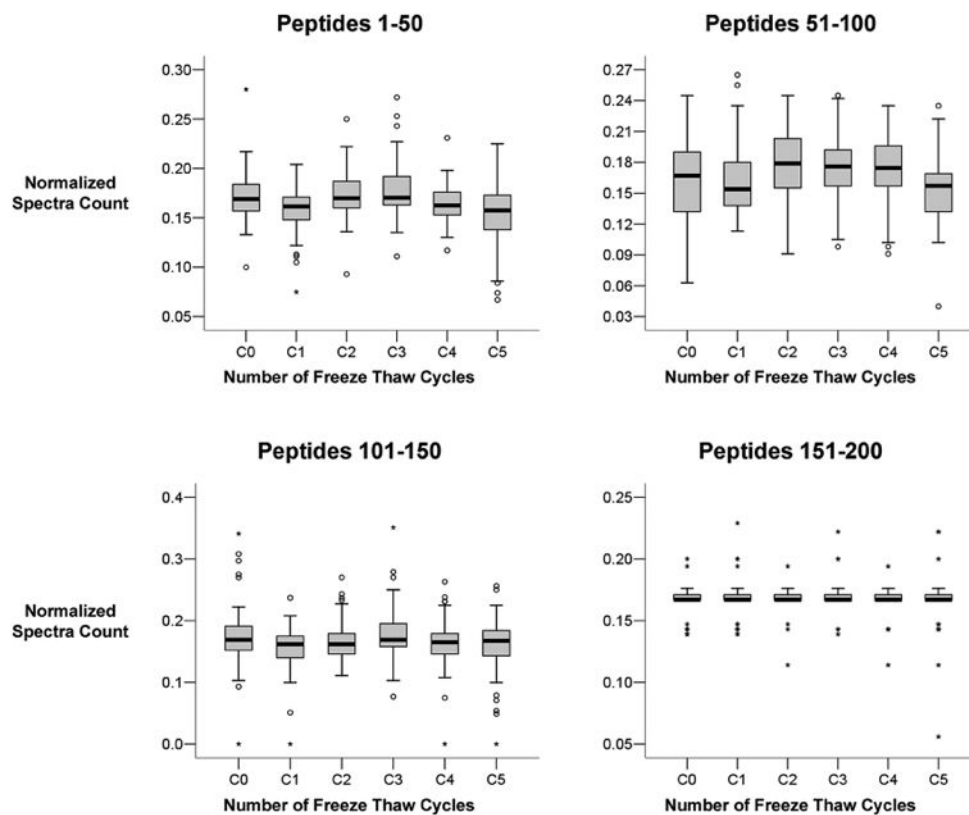 Peptides 1-50
Normalized
Spectra Count
0.30
0.25
0.20
0.15
0.10
0.05
C0 C1 C2 C3 C4 C5
Number of Freeze Thaw Cycles
Peptides 51-100
0.27
0.24
0.21
0.18
0.15
0.12
0.09
0.06
0.03
C0 C1 C2 C3 C4 C5
Number of Freeze Thaw Cycles
Peptides 101-150
Normalized
Spectra Count
0.4
0.3
0.2
0.1
0.0
C0 C1 C2 C3 C4 C5
Number of Freeze Thaw Cycles
Peptides 151-200
0.25
0.20
0.15
0.10
0.05
C0 C1 C2 C3 C4 C5
Number of Freeze Thaw Cycles